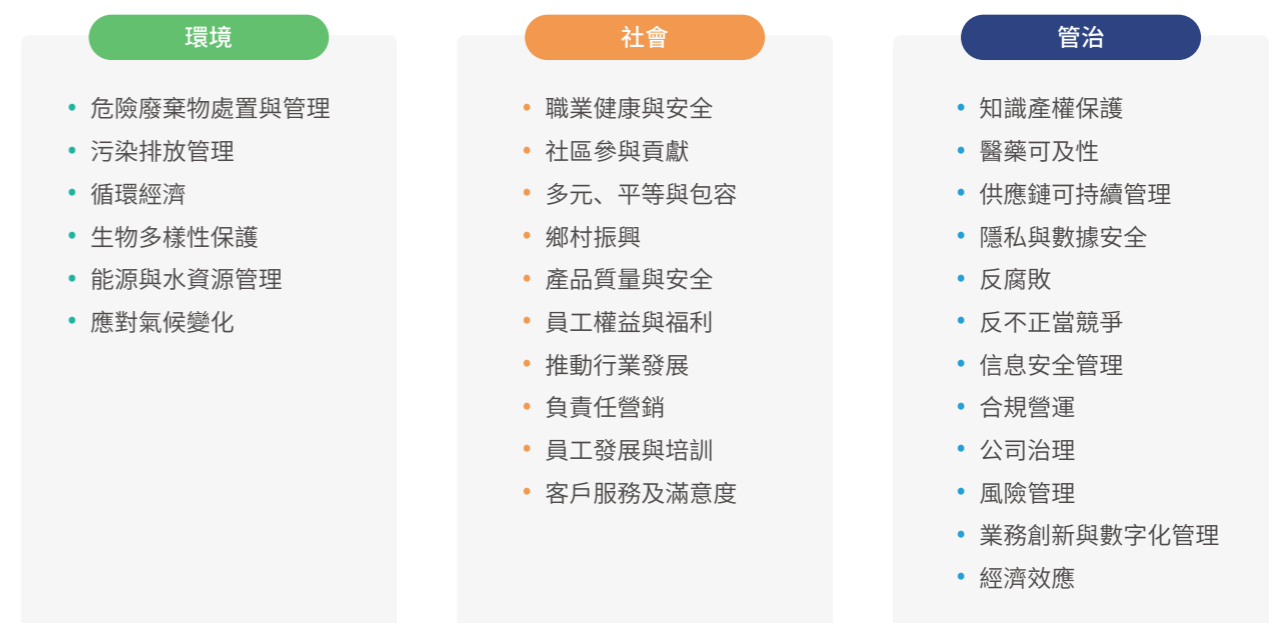 環境
• 危險廢棄物處置與管理
• 污染排放管理
• 循環經濟
• 生物多樣性保護
• 能源與水資源管理
• 應對氣候變化
社會
• 職業健康與安全
• 社區參與貢獻
• 多元、平等與包容
• 鄉村振興
• 產品質量與安全
• 員工權益與福利
• 推動行業發展
• 負責任營銷
• 員工發展與培訓
• 客戶服務及滿意度
管治
• 知識產權保護
• 醫藥可及性
• 供應鏈可持續管理
• 隱私與數據安全
• 反腐敗
• 反不正當競爭
• 信息安全管理
• 合規營運
• 公司治理
• 風險管理
• 業務創新與數字化管理
• 經濟效應